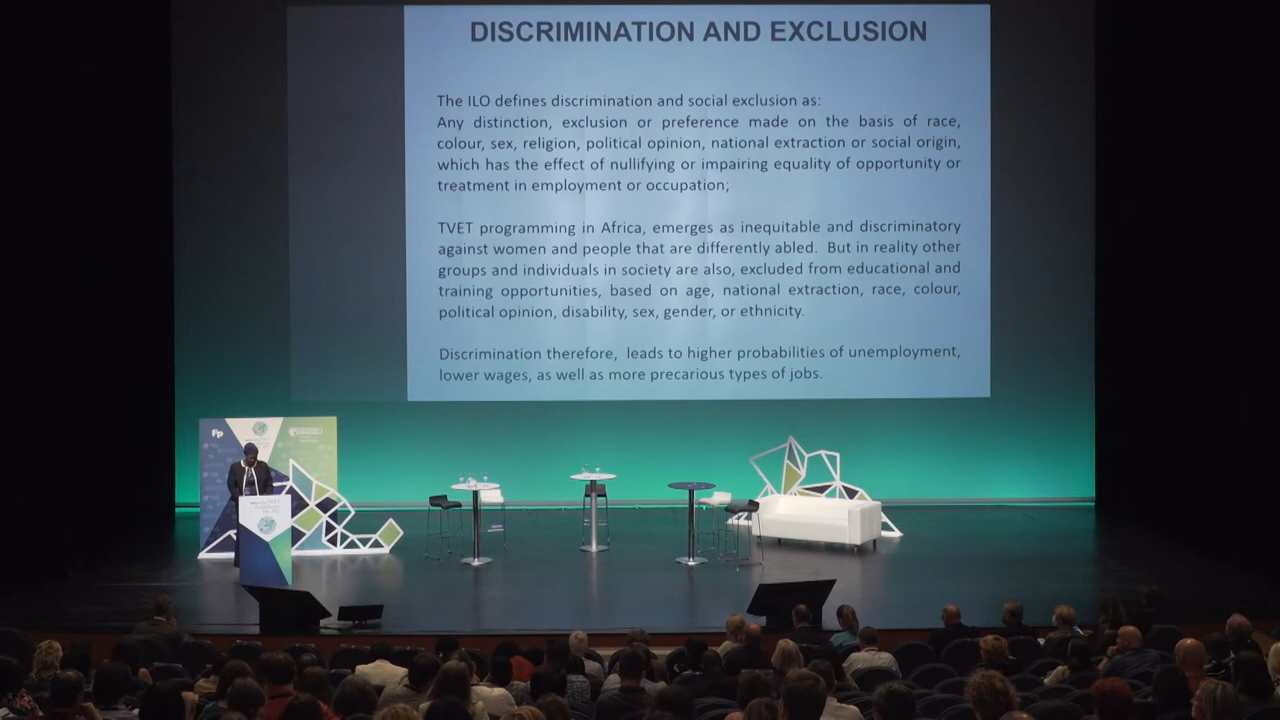 DISCRIMINATION AND EXCLUSION
The ILO defines discrimination and social exclusion as:
Any distinction, exclusion or preference made on the basis of race,
colour, sex, religion, political opinion, national extraction or social origin,
which has the effect of nullifying or impairing equality of opportunity or
treatment in employment or occupation;
TVET programming in Africa, emerges as inequitable and discriminatory
against women and people that are differently abled. But in reality other
groups and individuals in society are also, excluded from educational and
training opportunities, based on age, national extraction, race, colour,
political opinion, disability, sex, gender, or ethnicity.
Discrimination therefore, leads to higher probabilities of unemployment,
lower wages, as well as more precarious types of jobs.
Fp